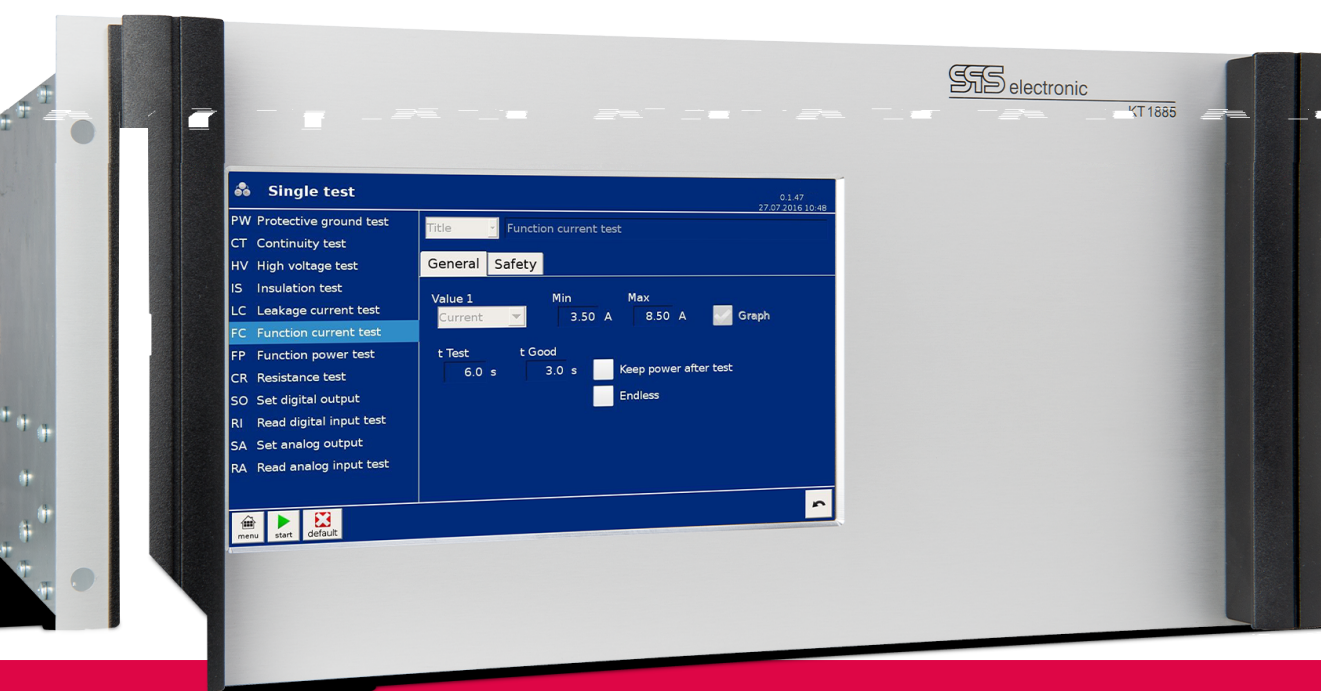 SPS electronic
KT1885
Single test
0.1.47
27.07.2016 10:48
PW Protective ground test
CT Continuity test
HV High voltage test
IS Insulation test
LC Leakage current test
FC Function current test
FP Function power test
CR Resistance test
SO Set digital output
RI Read digital input test
SA Set analog output
RA Read analog input test
Title Function current test
General Safety
Value 1 Min Max
Current 3.50 A 8.50 A Graph
t Test t Good
6.0 s 3.0 s Keep power after test
Endless
menu start default